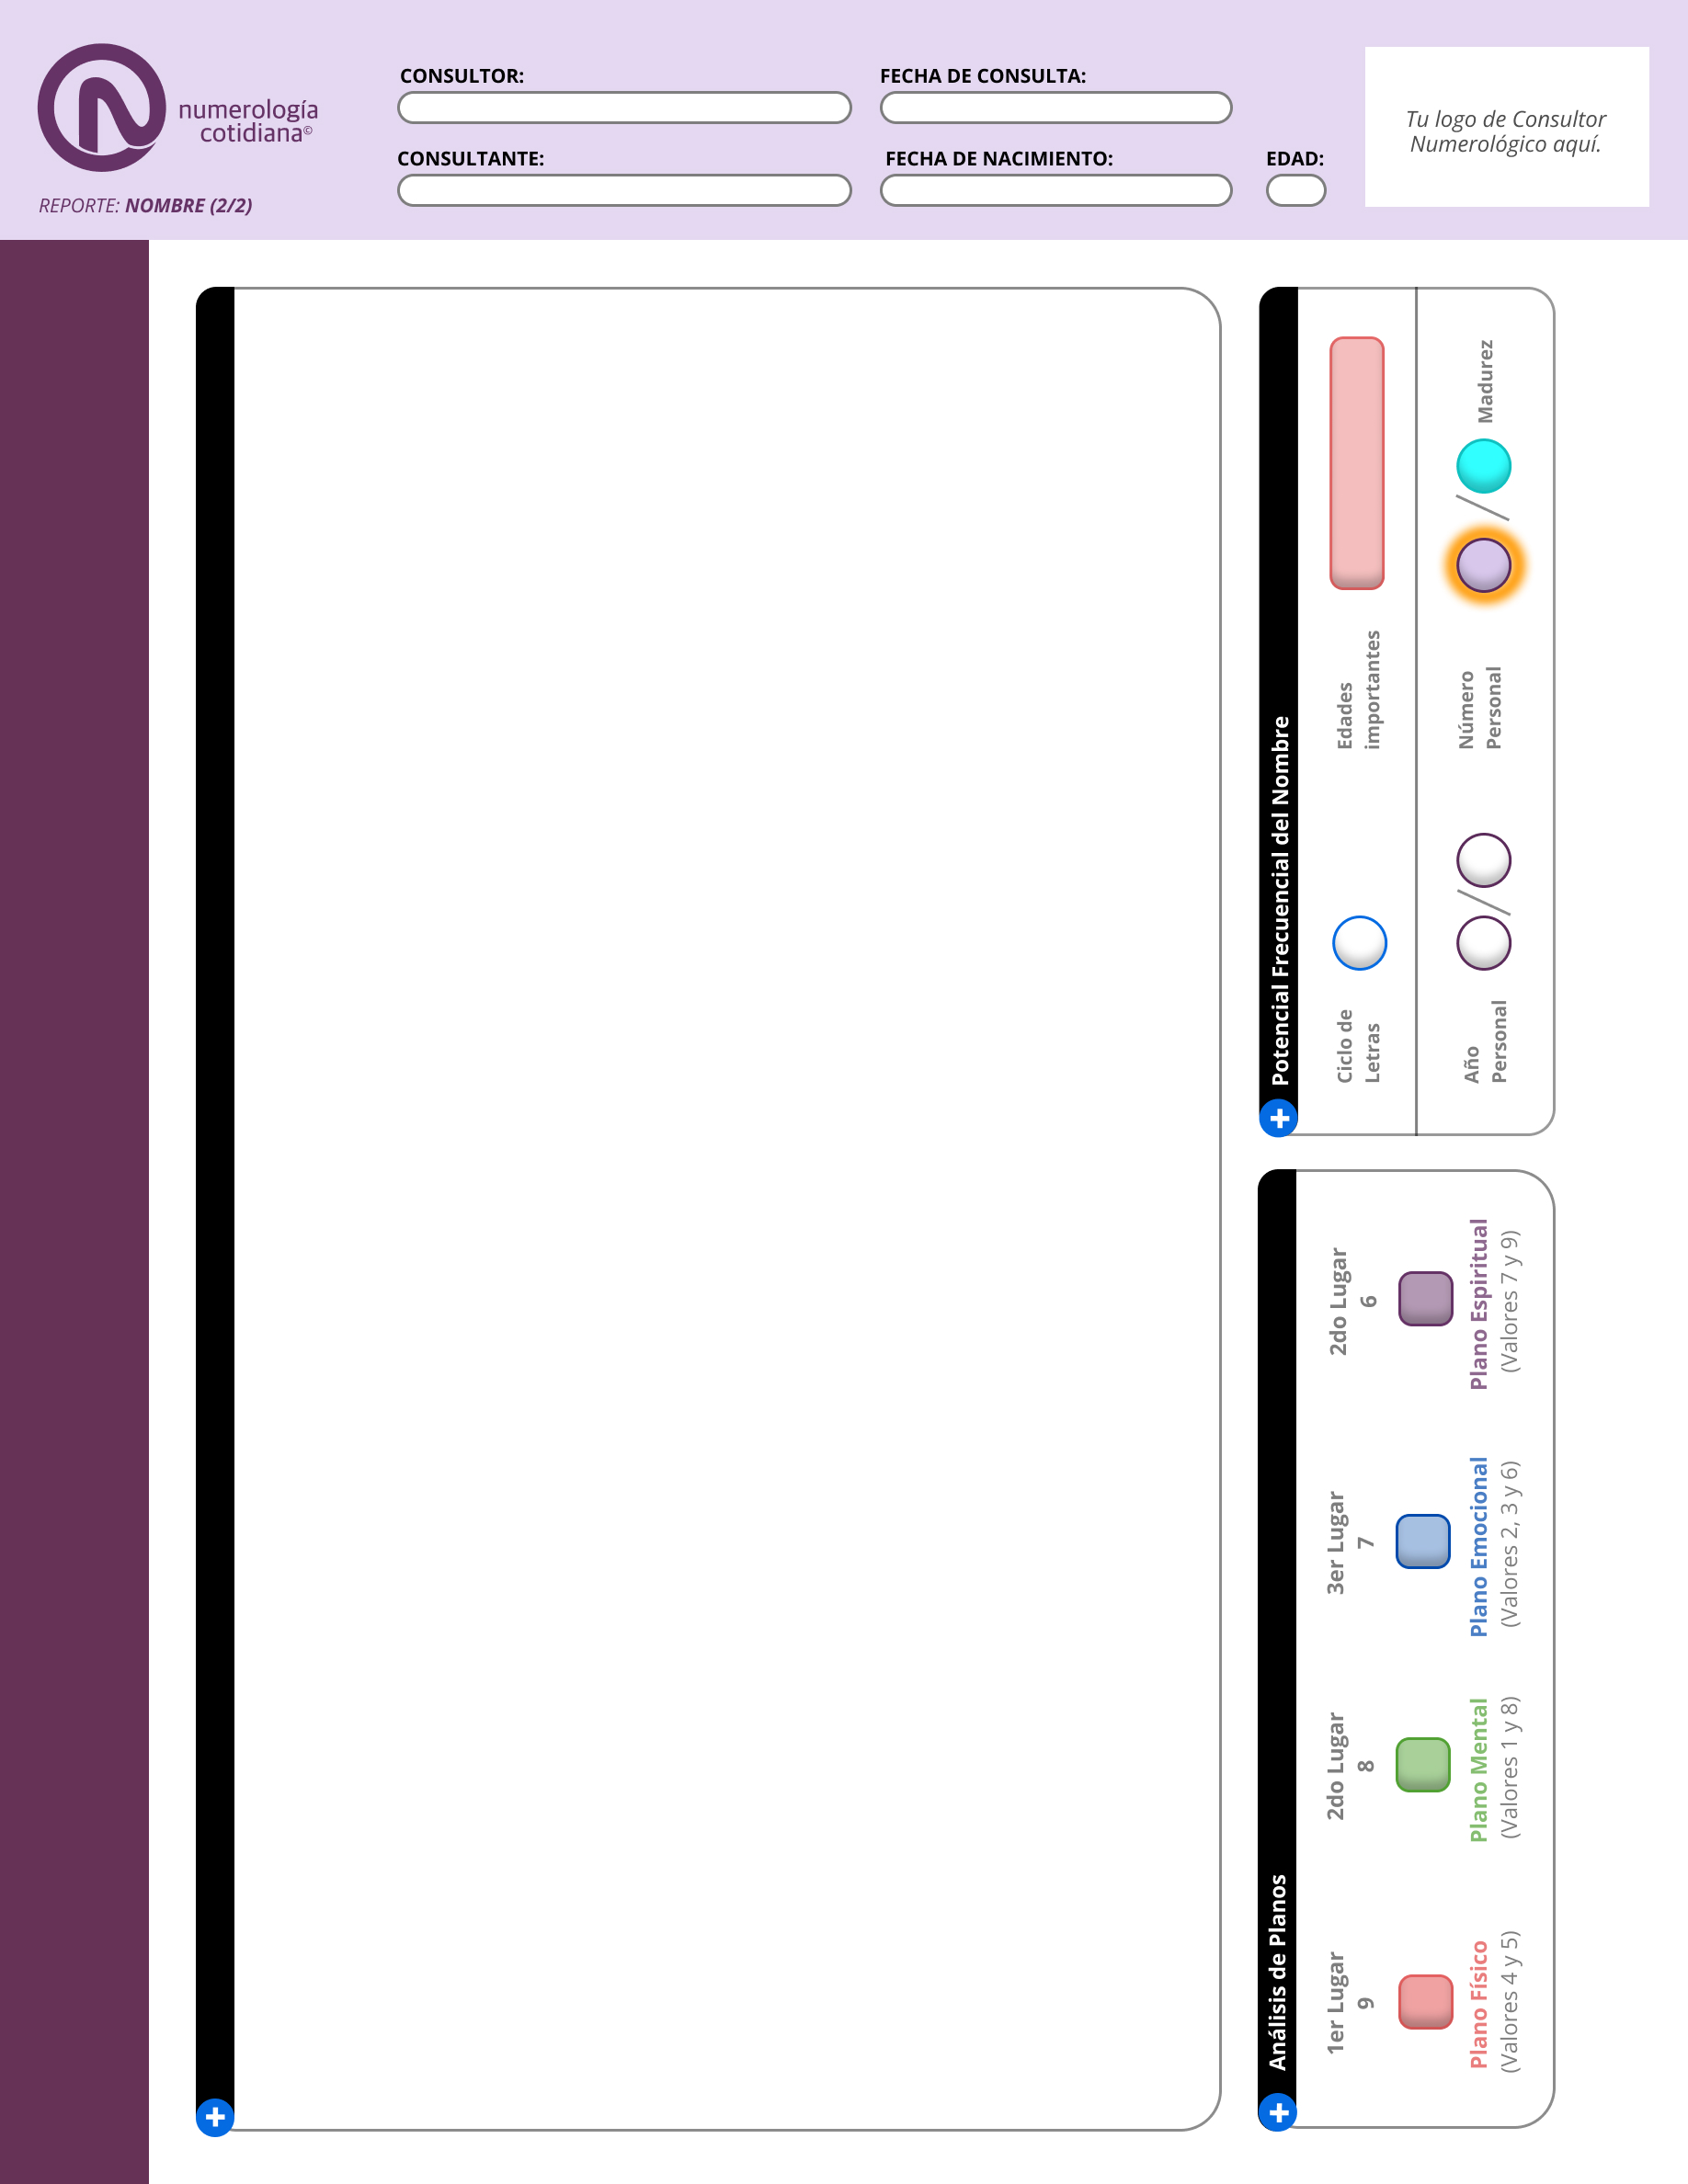 numerología
cotidiana©
REPORTE: NOMBRE (2/2)
CONSULTOR:
FECHA DE CONSULTA:
CONSULTANTE:
FECHA DE NACIMIENTO:
EDAD:
Tu logo de Consultor
Numerológico aquí.
Potencial Frecuencial del Nombre
Ciclo de
Letras
Edades
importantes
Año
Personal
Número
Personal
Madurez
Análisis de Planos
1er Lugar
9
Plano Físico
(Valores 4 y 5)
2do Lugar
8
Plano Mental
(Valores 1 y 8)
3er Lugar
7
Plano Emocional
(Valores 2, 3 y 6)
2do Lugar
6
Plano Espiritual
(Valores 7 y 9)